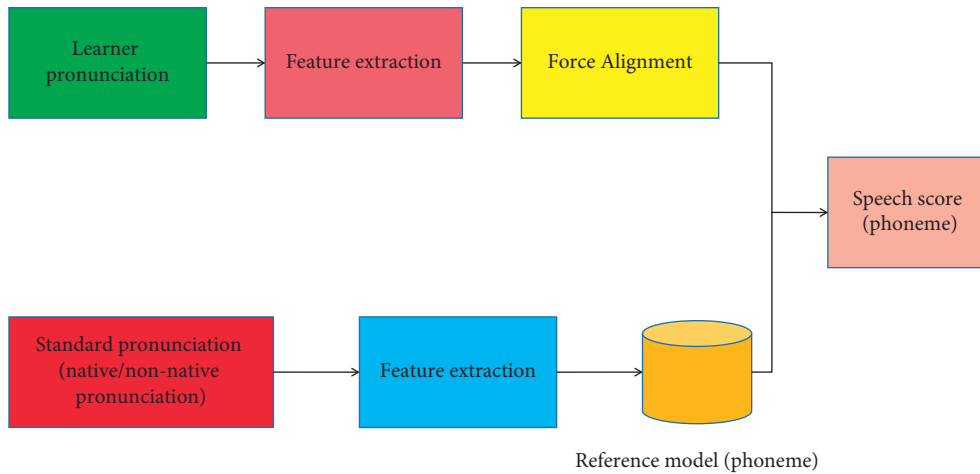 Learner
pronunciation
Feature extraction
Force Alignment
Speech score
(phoneme)
Standard pronunciation
(native/non-native
pronunciation)
Feature extraction
Reference model (phoneme)